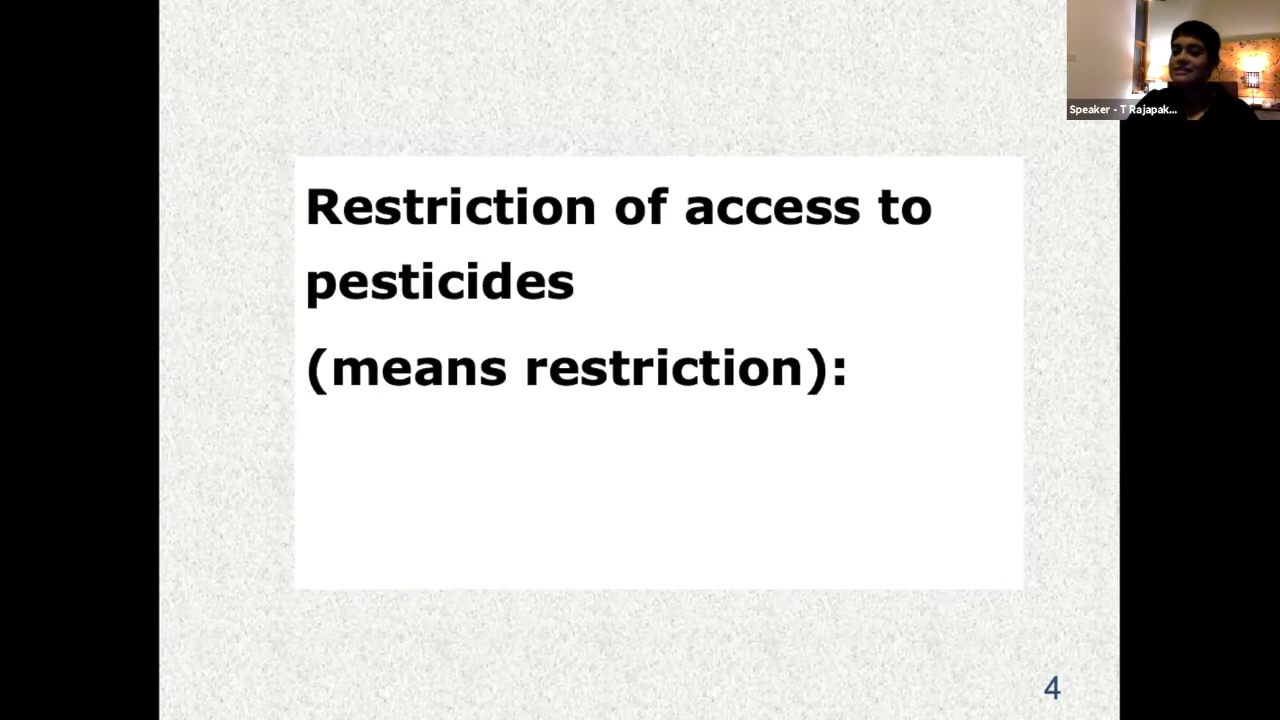 Speaker - T Rajapak...
Restriction of access to
pesticides
(means restriction):
4